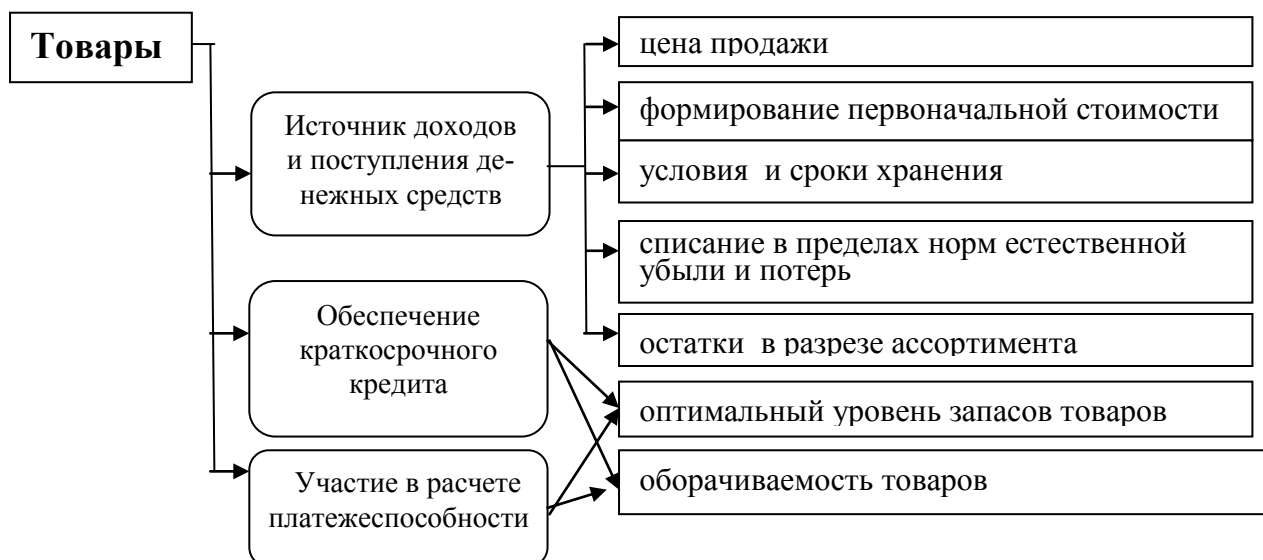 Товары
Источник доходов
и поступления де-
нежных средств
Обеспечение
краткосрочного
кредита
Участие в расчете
платежеспособности
цена продажи
формирование первоначальной стоимости
условия и сроки хранения
списание в пределах норм естественной
убыли и потерь
остатки в разрезе ассортимента
оптимальный уровень запасов товаров
оборачиваемость товаров